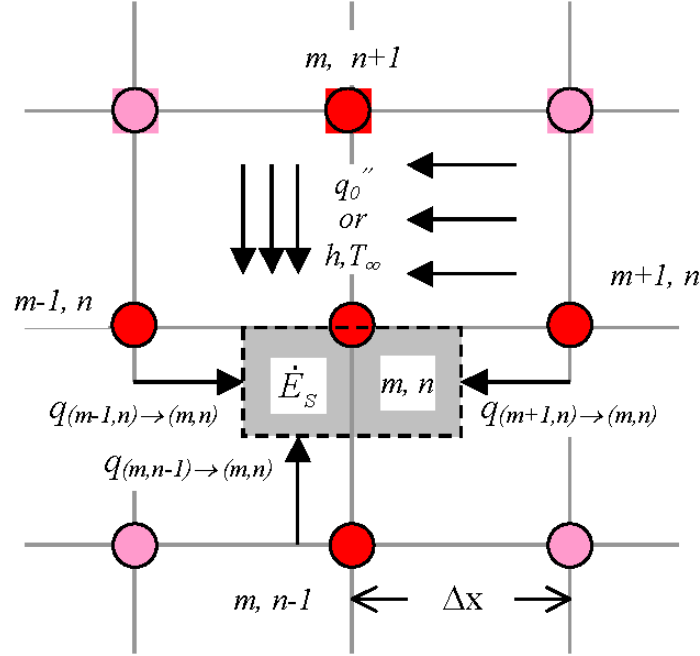 m, n+1
q₀″
or
h,T∞
m-1, n
m+1, n
Ė_S
m, n
q(m-1,n)→(m,n)
q(m+1,n)→(m,n)
q(m,n-1)→(m,n)
m, n-1
Δx